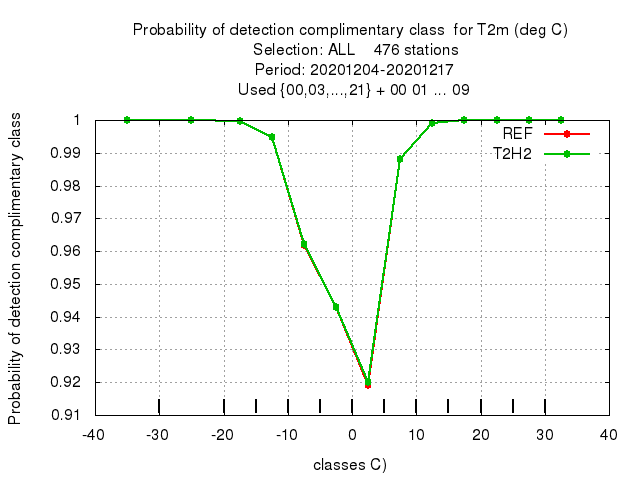 Probability of detection complimentary class  for T2m (deg C)
Selection: ALL    476 stations
Period: 20201204-20201217
Used {00,03,...,21} + 00 01 ... 09
Probability of detection complimentary class
1
0.99
0.98
0.97
0.96
0.95
0.94
0.93
0.92
0.91
REF
T2H2
-40 -30 -20 -10 0 10 20 30 40
classes C)